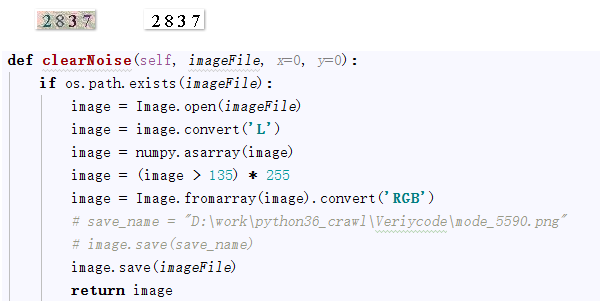 2837 2837
def clearNoise(self, imageFile, x=0, y=0):
    if os.path.exists(imageFile):
        image = Image.open(imageFile)
        image = image.convert('L')
        image = numpy.asarray(image)
        image = (image > 135) * 255
        image = Image.fromarray(image).convert('RGB')
        # save_name = "D:\work\python36_crawl\Veriycode\mode_5590.png"
        # image.save(save_name)
        image.save(imageFile)
        return image